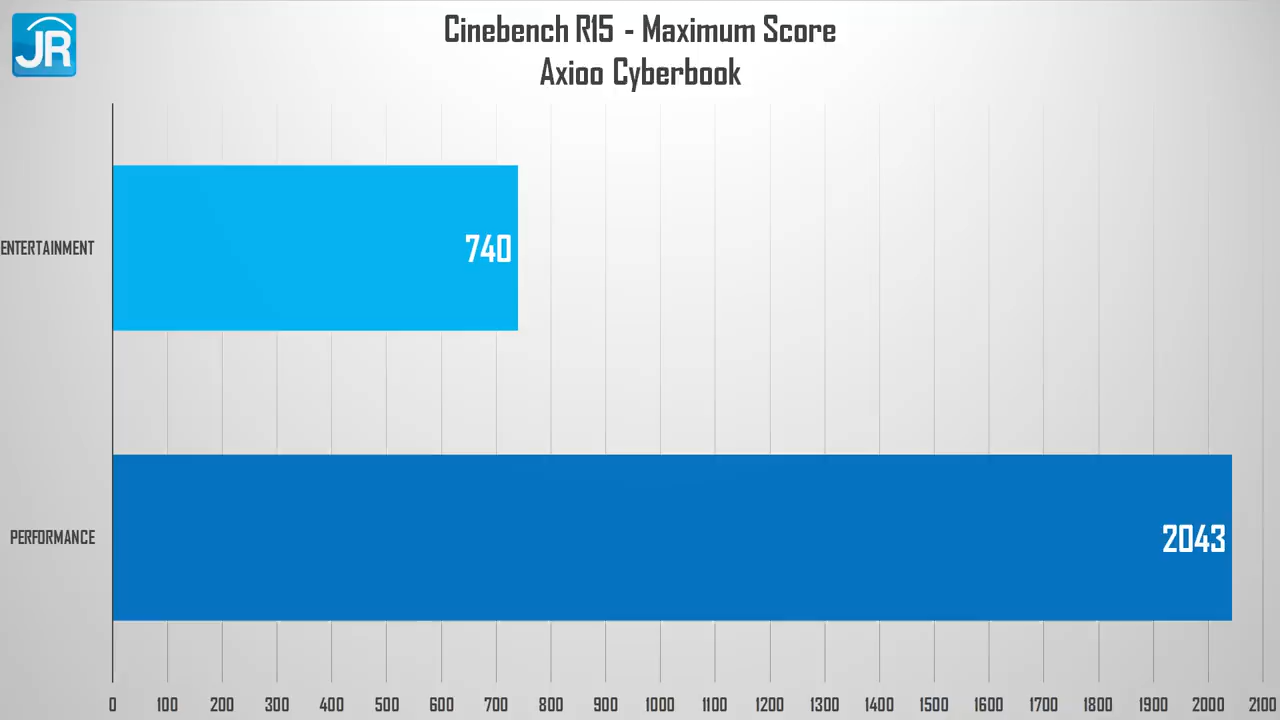 JR
Cinebench R15 - Maximum Score
Axioo Cyberbook
ENTERTAINMENT
740
PERFORMANCE
2043
0 100 200 300 400 500 600 700 800 900 1000 1100 1200 1300 1400 1500 1600 1700 1800 1900 2000 2100